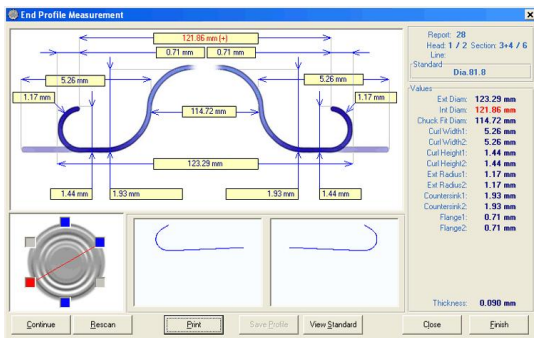 End Profile Measurement
121.86 mm (+)
0.71 mm 0.71 mm
5.26 mm 5.26 mm
1.17 mm 1.17 mm
114.72 mm
123.29 mm
1.44 mm 1.93 mm 1.93 mm 1.44 mm
Report: 28
Head: 1 / 2 Section: 3+4 / 6
Line:
Standard
Dia.81.8
Values
Ext Diam: 123.29 mm
Int Diam: 121.86 mm
Chuck Fit Diam: 114.72 mm
Curl Width1: 5.26 mm
Curl Width2: 5.26 mm
Curl Height1: 1.44 mm
Curl Height2: 1.44 mm
Ext Radius1: 1.17 mm
Ext Radius2: 1.17 mm
Countersink1: 1.93 mm
Countersink2: 1.93 mm
Flange1: 0.71 mm
Flange2: 0.71 mm
Thickness: 0.090 mm
Continue Rescan Print Save Profile View Standard Close Finish